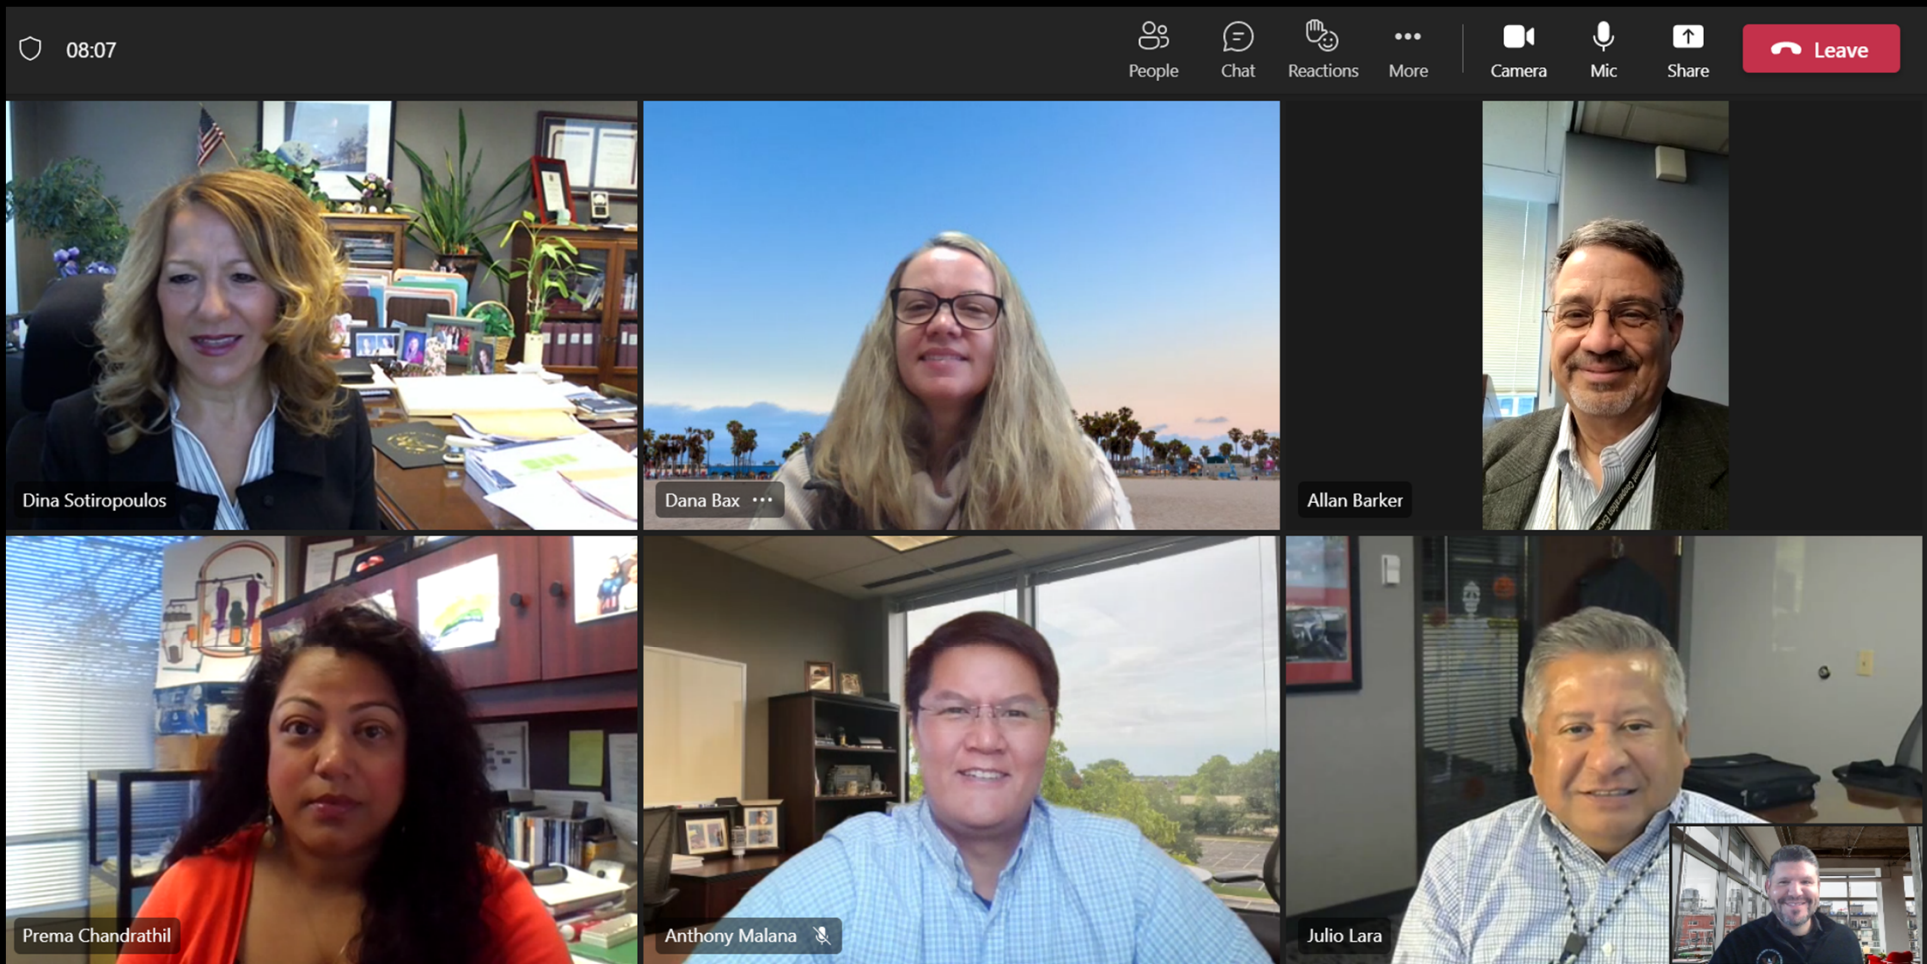 08:07
People
Chat
Reactions
More
Camera
Mic
Share
Leave
Dina Sotiropoulos
Dana Bax
Allan Barker
Prema Chandrathil
Anthony Malana
Julio Lara